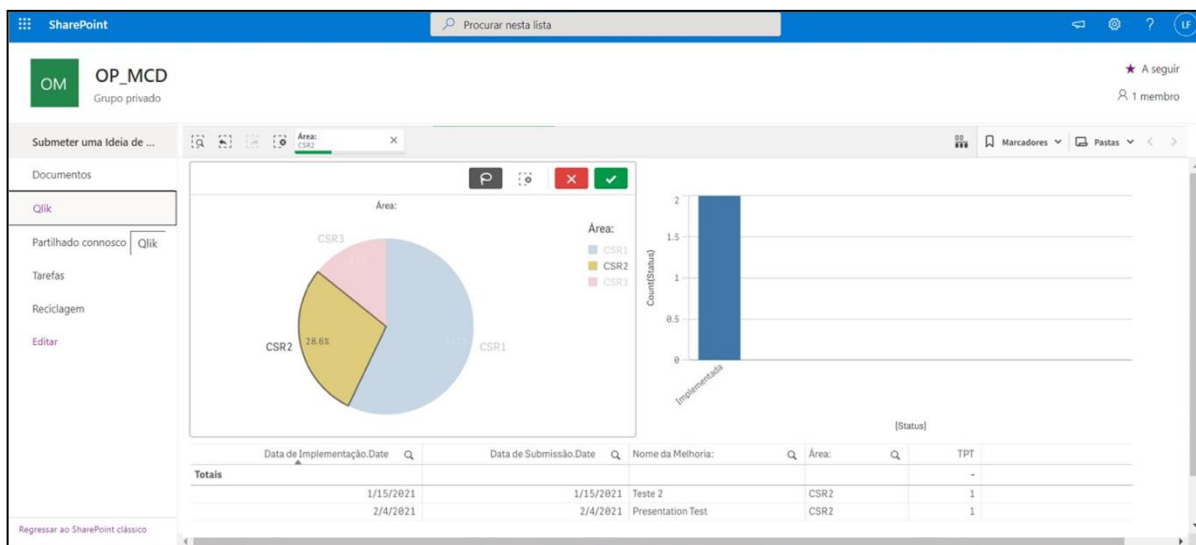 SharePoint
Procurar nesta lista
?
LF
OM
OP_MCD
Grupo privado
A seguir
1 membro
Submeter uma Ideia de ...
Documentos
Qlik
Partilhado connosco
Qlik
Tarefas
Reciclagem
Editar
Regressar ao SharePoint clássico
Área:
CSR2
Marcadores
Pastas
Área:
CSR3
CSR2
28.6%
CSR1
Área:
CSR1
CSR2
CSR3
Count(Status)
2
1.5
1
0.5
0
Implementada
|Status|
Data de Implementação.Date Data de Submissão.Date Nome da Melhoria: Área: TPT
Totais -
1/15/2021 1/15/2021 Teste 2 CSR2 1
2/4/2021 2/4/2021 Presentation Test CSR2 1